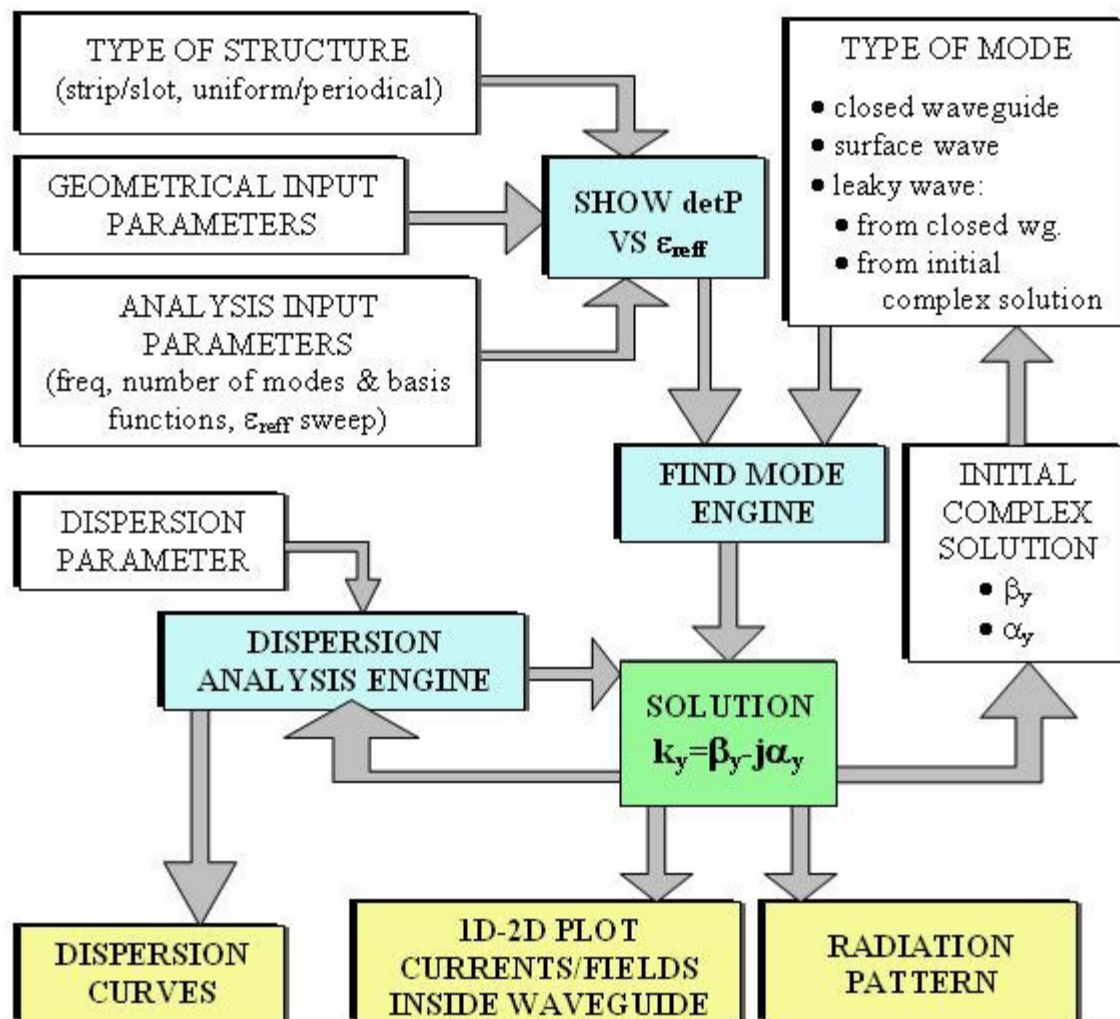 TYPE OF STRUCTURE
(strip/slot, uniform/periodical)
TYPE OF MODE
• closed waveguide
• surface wave
• leaky wave:
• from closed wg.
• from initial
complex solution
GEOMETRICAL INPUT
PARAMETERS
SHOW detP
VS εreff
ANALYSIS INPUT
PARAMETERS
(freq, number of modes & basis
functions, εreff sweep)
FIND MODE
ENGINE
INITIAL
COMPLEX
SOLUTION
• βy
• αy
DISPERSION
PARAMETER
DISPERSION
ANALYSIS ENGINE
SOLUTION
ky=βy-jαy
DISPERSION
CURVES
1D-2D PLOT
CURRENTS/FIELDS
INSIDE WAVEGUIDE
RADIATION
PATTERN